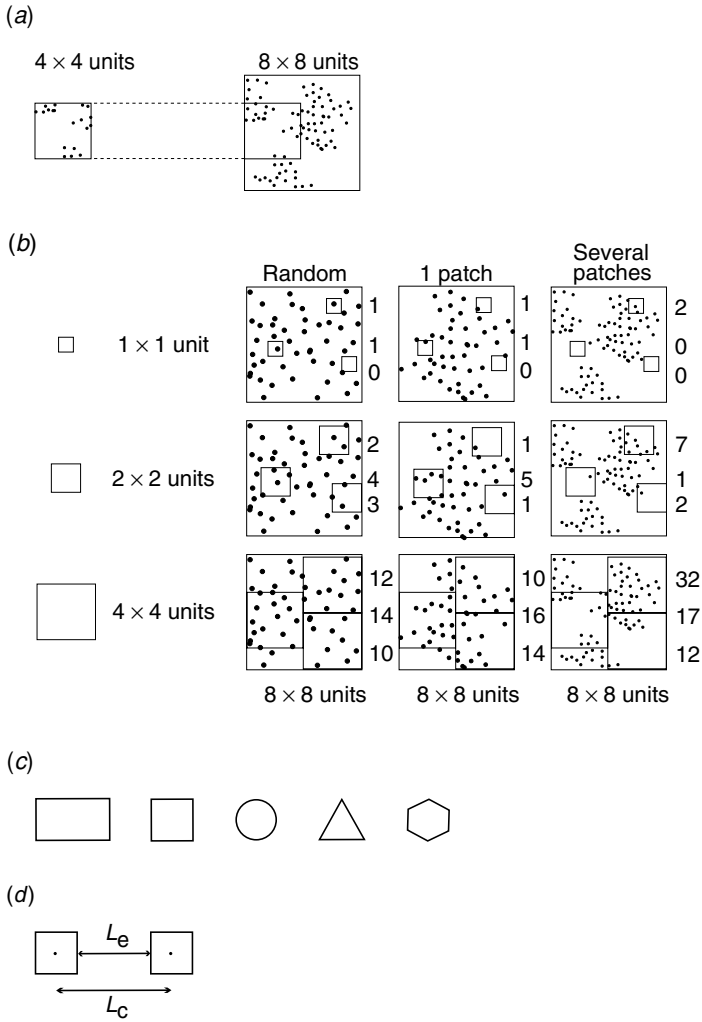 (a)
4 × 4 units 8 × 8 units
(b)
Random 1 patch Several patches
1 × 1 unit
1 1 2
1 1 0
0 0 0
2 × 2 units
2 1 7
4 5 1
3 1 2
4 × 4 units
12 10 32
14 16 17
10 14 12
8 × 8 units 8 × 8 units 8 × 8 units
(c)
(d)
Le
Lc